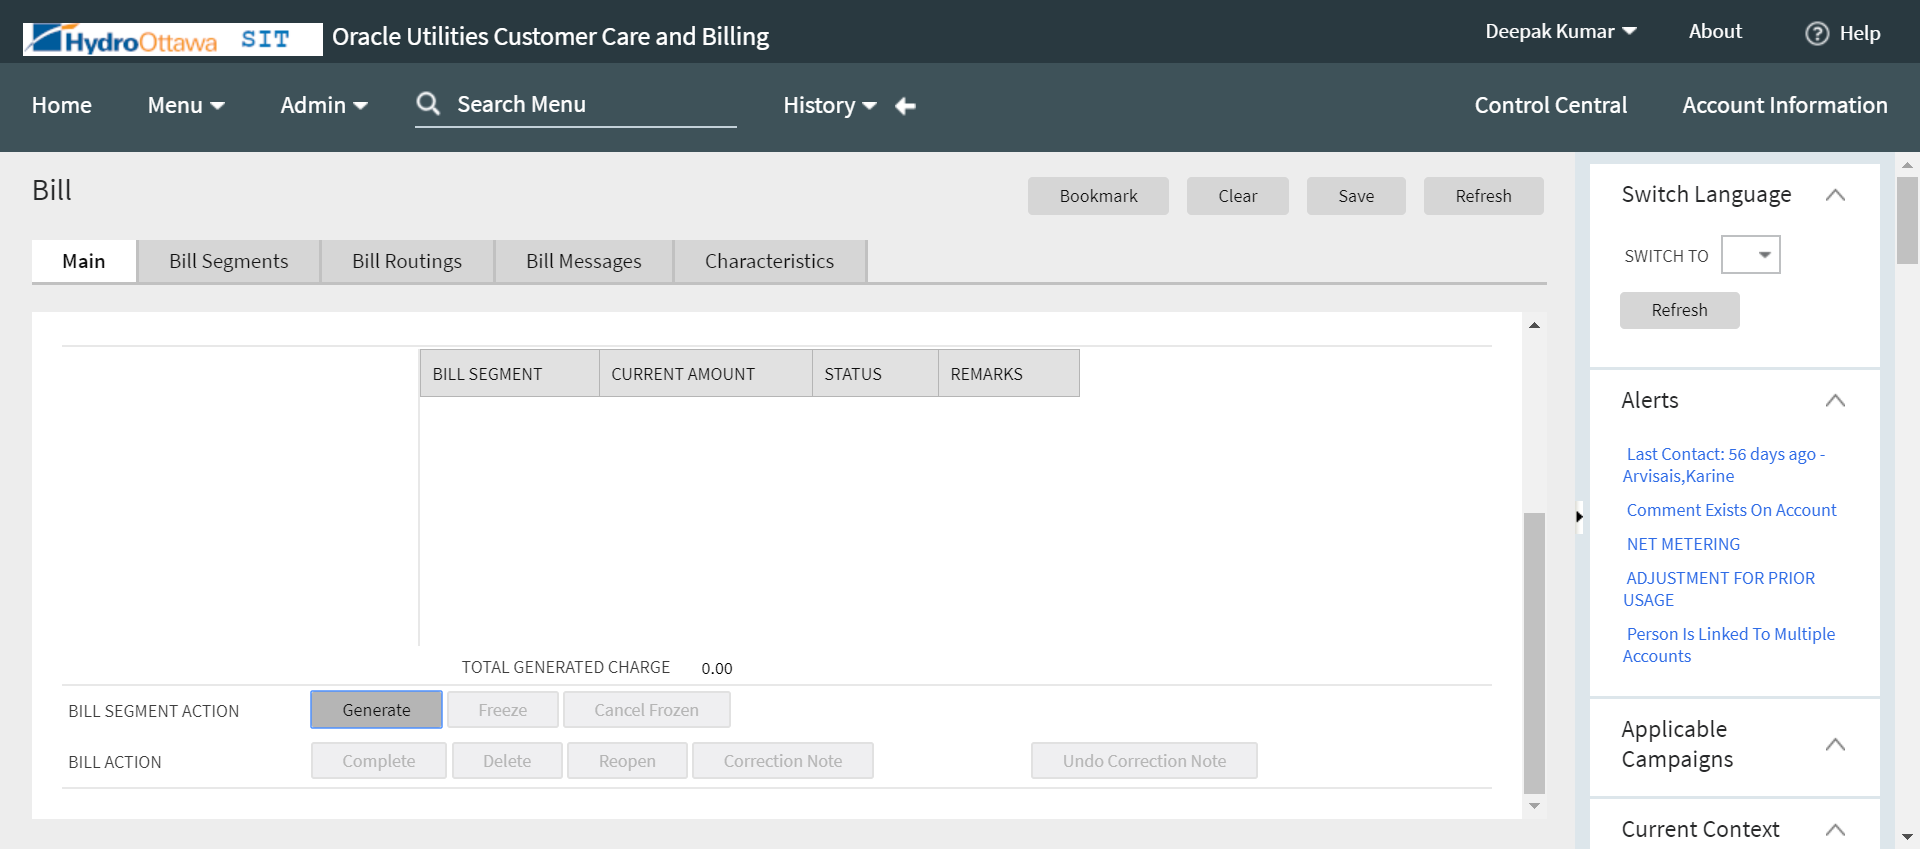 HydroOttawa SIT Oracle Utilities Customer Care and Billing Deepak Kumar About ? Help
Home Menu Admin Search Menu History Control Central Account Information
Bill
Bookmark Clear Save Refresh
Main Bill Segments Bill Routings Bill Messages Characteristics
BILL SEGMENT CURRENT AMOUNT STATUS REMARKS
TOTAL GENERATED CHARGE 0.00
BILL SEGMENT ACTION Generate Freeze Cancel Frozen
BILL ACTION Complete Delete Reopen Correction Note Undo Correction Note
Switch Language
SWITCH TO
Refresh
Alerts
Last Contact: 56 days ago -
Arvisais,Karine
Comment Exists On Account
NET METERING
ADJUSTMENT FOR PRIOR
USAGE
Person Is Linked To Multiple
Accounts
Applicable
Campaigns
Current Context